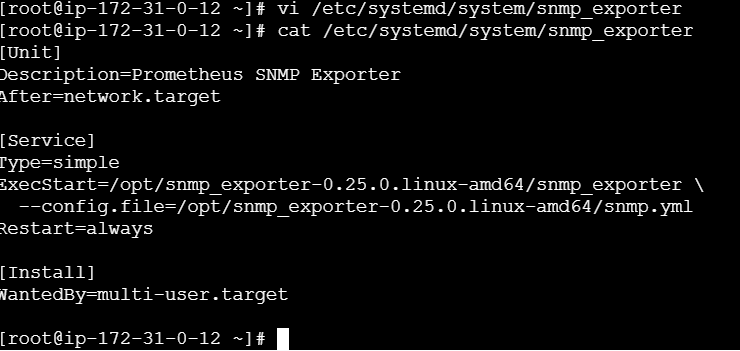 [root@ip-172-31-0-12 ~]# vi /etc/systemd/system/snmp_exporter
[root@ip-172-31-0-12 ~]# cat /etc/systemd/system/snmp_exporter
[Unit]
Description=Prometheus SNMP Exporter
After=network.target

[Service]
Type=simple
ExecStart=/opt/snmp_exporter-0.25.0.linux-amd64/snmp_exporter \
  --config.file=/opt/snmp_exporter-0.25.0.linux-amd64/snmp.yml
Restart=always

[Install]
WantedBy=multi-user.target

[root@ip-172-31-0-12 ~]#